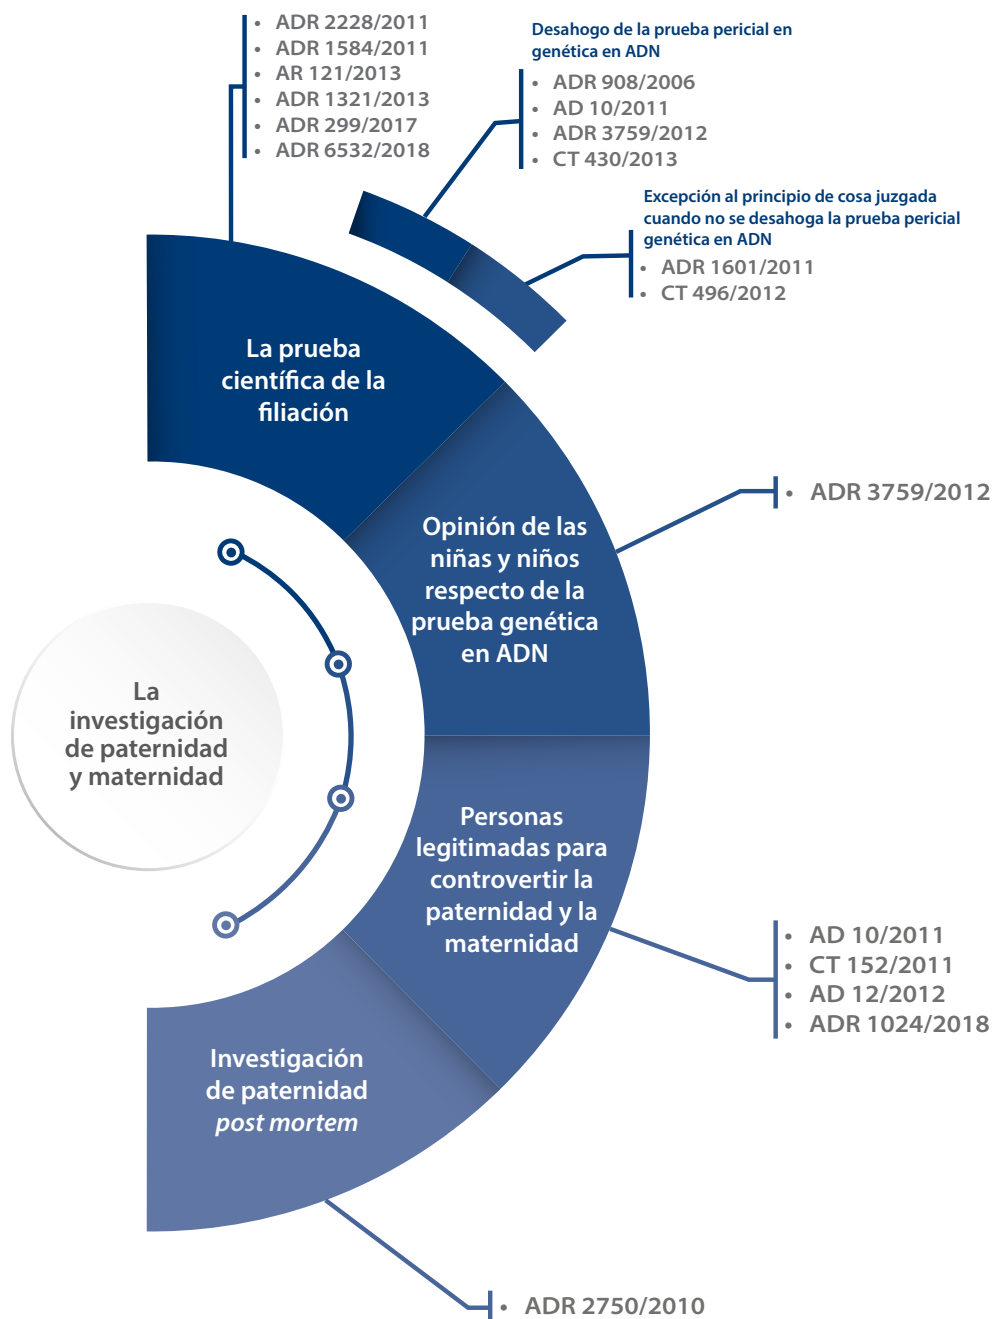 • ADR 2228/2011
• ADR 1584/2011
• AR 121/2013
• ADR 1321/2013
• ADR 299/2017
• ADR 6532/2018
Desahogo de la prueba pericial en
genética en ADN
• ADR 908/2006
• AD 10/2011
• ADR 3759/2012
• CT 430/2013
Excepción al principio de cosa juzgada
cuando no se desahoga la prueba pericial
genética en ADN
• ADR 1601/2011
• CT 496/2012
La prueba
científica de la
filiación
Opinión de las
niñas y niños
respecto de la
prueba genética
en ADN
• ADR 3759/2012
La
investigación
de paternidad
y maternidad
Personas
legitimadas para
controvertir la
paternidad y la
maternidad
• AD 10/2011
• CT 152/2011
• AD 12/2012
• ADR 1024/2018
Investigación
de paternidad
post mortem
• ADR 2750/2010